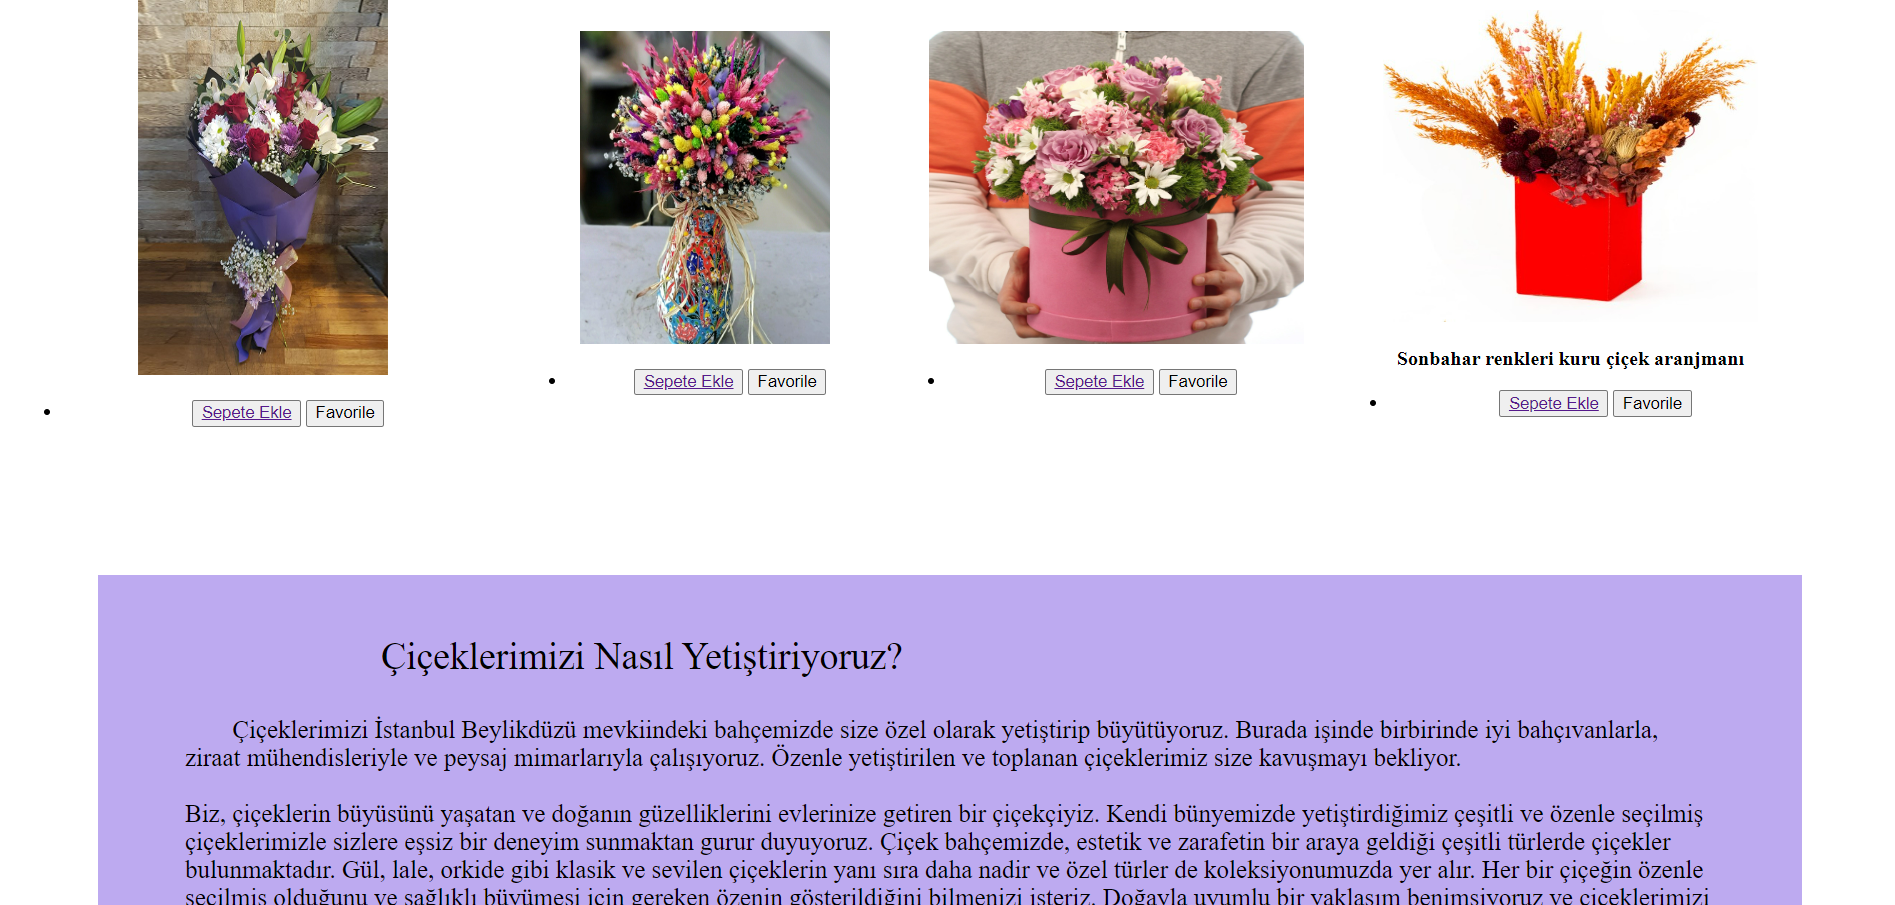 Sonbahar renkleri kuru çiçek aranjmanı
Sepete Ekle Favorile
Sepete Ekle Favorile
Sepete Ekle Favorile
Sepete Ekle Favorile
Çiçeklerimizi Nasıl Yetiştiriyoruz?
Çiçeklerimizi İstanbul Beylikdüzü mevkiindeki bahçemizde size özel olarak yetiştirip büyütüyoruz. Burada işinde birbirinde iyi bahçıvanlarla,
ziraat mühendisleriyle ve peysaj mimarlarıyla çalışıyoruz. Özenle yetiştirilen ve toplanan çiçeklerimiz size kavuşmayı bekliyor.
Biz, çiçeklerin büyüsünü yaşatan ve doğanın güzelliklerini evlerinize getiren bir çiçekçiyiz. Kendi bünyemizde yetiştirdiğimiz çeşitli ve özenle seçilmiş
çiçeklerimizle sizlere eşsiz bir deneyim sunmaktan gurur duyuyoruz. Çiçek bahçemizde, estetik ve zarafetin bir araya geldiği çeşitli türlerde çiçekler
bulunmaktadır. Gül, lale, orkide gibi klasik ve sevilen çiçeklerin yanı sıra daha nadir ve özel türler de koleksiyonumuzda yer alır. Her bir çiçeğin özenle
seçilmiş olduğunu ve sağlıklı büyümesi için gereken özenin gösterildiğini bilmenizi isteriz. Doğayla uyumlu bir yaklaşım benimsiyoruz ve çiçeklerimizi